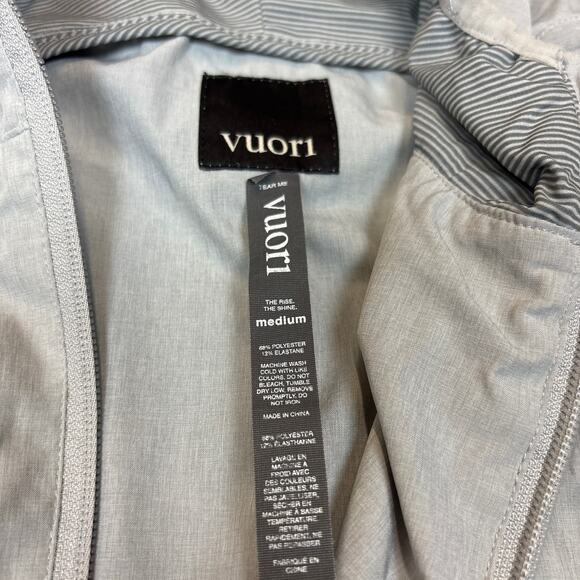 vuori
TEAR ME
vuori
THE RISE.
THE SHINE.
medium
88% POLYESTER
12% ELASTANE
MACHINE WASH
COLD WITH LIKE
COLORS, DO NOT
BLEACH, TUMBLE
DRY LOW, REMOVE
PROMPTLY, DO
NOT IRON
MADE IN CHINA
88% POLYESTER
12% ÉLASTHANNE
LAVAGE EN
MACHINE À
FROID AVEC
DES COULEURS
SEMBLABLES, NE
PAS JAVELLISER,
SÉCHER EN
MACHINE À BASSE
TEMPÉRATURE,
RETIRER
RAPIDEMENT, NE
PAS REPASSER
FABRIQUÉ EN
CHINE